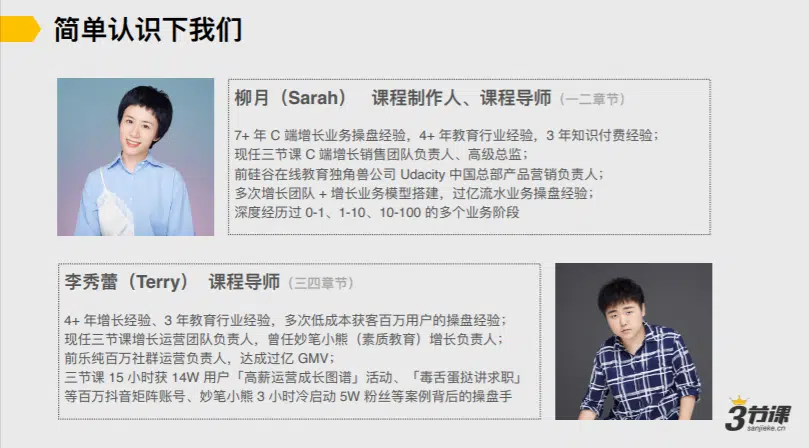 简单认识下我们
柳月（Sarah） 课程制作人、课程导师（一二章节）
7+ 年 C 端增长业务操盘经验，4+ 年教育行业经验，3 年知识付费经验；
现任三节课 C 端增长销售团队负责人、高级总监；
前硅谷在线教育独角兽公司 Udacity 中国总部产品营销负责人；
多次增长团队 + 增长业务模型搭建，过亿流水业务操盘经验；
深度经历过 0-1、1-10、10-100 的多个业务阶段
李秀蕾（Terry） 课程导师（三四章节）
4+ 年增长经验、3 年教育行业经验，多次低成本获客百万用户的操盘经验；
现任三节课增长运营团队负责人，曾任妙笔小熊（素质教育）增长负责人；
前乐纯百万社群运营负责人，达成过亿 GMV；
三节课 15 小时获 14W 用户「高薪运营成长图谱」活动、「毒舌蛋挞讲求职」
等百万抖音矩阵账号、妙笔小熊 3 小时冷启动 5W 粉丝等案例背后的操盘手
3节课
sanjieke.cn